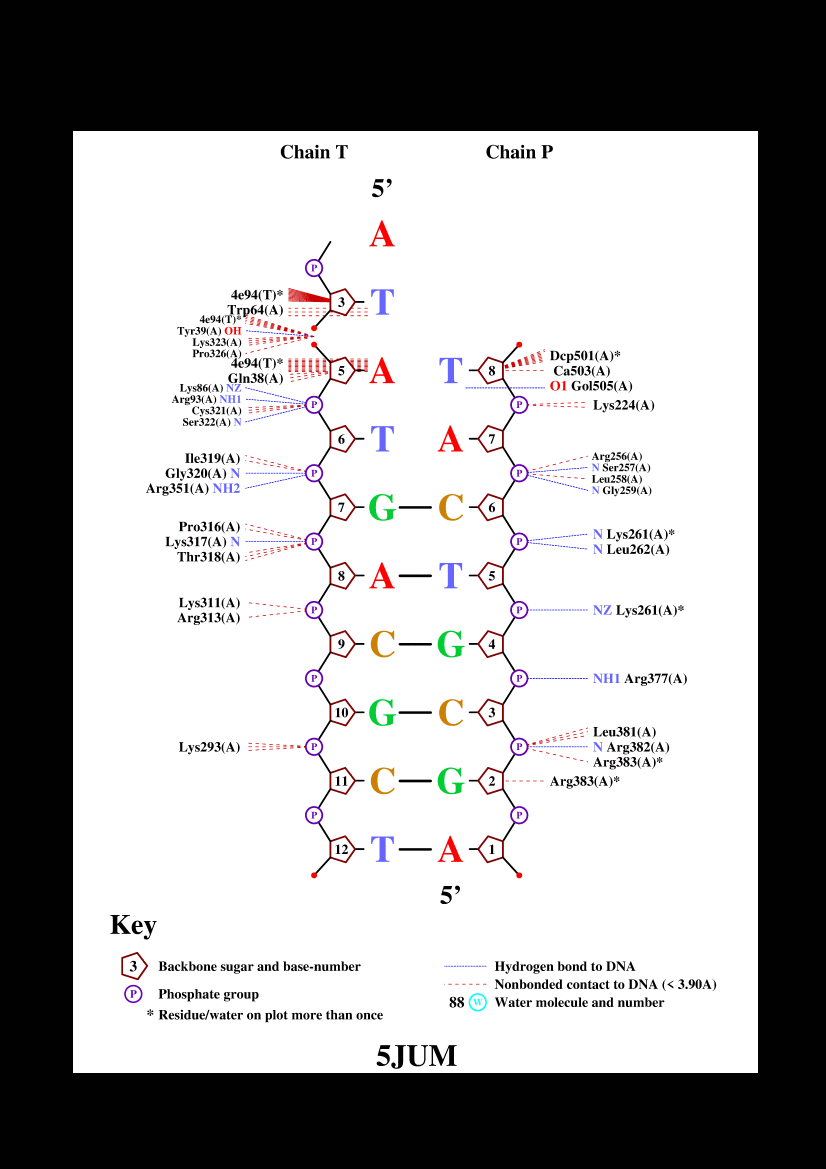 Chain T Chain P
5’
A
P
4e94(T)* 3 T
Trp64(A)
4e94(T)*
Tyr39(A) OH
Lys323(A)
Pro326(A)
4e94(T)* 5 A T 8 Dcp501(A)*
Gln38(A) Ca503(A)
Lys86(A) NZ O1 Gol505(A)
Arg93(A) NH1 P P Lys224(A)
Cys321(A)
Ser322(A) N
6 T A 7
Ile319(A) Arg256(A)
Gly320(A) N P P N Ser257(A)
Arg351(A) NH2 Leu258(A)
N Gly259(A)
7 G C 6
Pro316(A) N Lys261(A)*
Lys317(A) N P P N Leu262(A)
Thr318(A)
8 A T 5
Lys311(A) P P NZ Lys261(A)*
Arg313(A)
9 C G 4
P P NH1 Arg377(A)
10 G C 3
Leu381(A)
Lys293(A) P P N Arg382(A)
Arg383(A)*
11 C G 2 Arg383(A)*
P P
12 T A 1
5’
Key
3 Backbone sugar and base-number Hydrogen bond to DNA
Nonbonded contact to DNA (< 3.90A)
P Phosphate group 88 W Water molecule and number
* Residue/water on plot more than once
5JUM